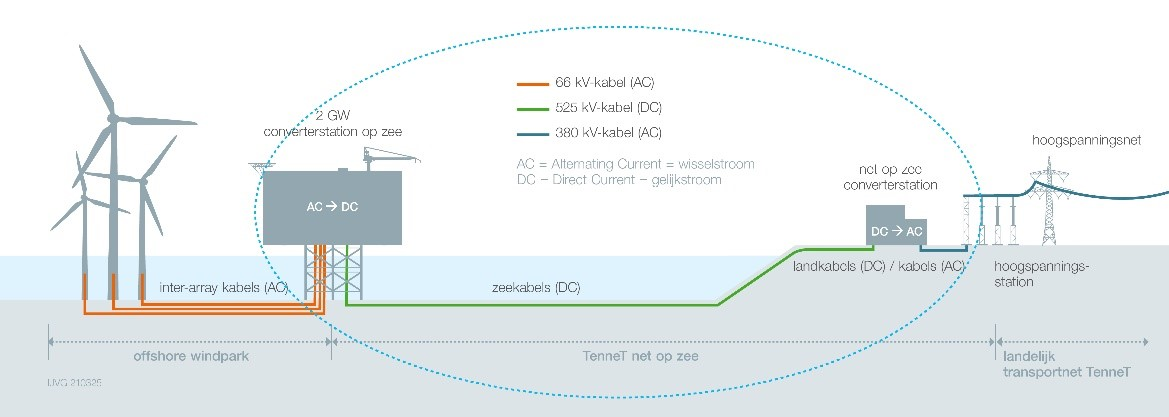 66 kV-kabel (AC)
525 kV-kabel (DC)
380 kV-kabel (AC)
AC = Alternating Current = wisselstroom
DC = Direct Current = gelijkstroom
2 GW
converterstation op zee
AC → DC
hoogspanningsnet
net op zee
converterstation
DC → AC
inter-array kabels (AC)
zeekabels (DC)
landkabels (DC) / kabels (AC)
hoogspannings-
station
offshore windpark
TenneT net op zee
landelijk
transportnet TenneT
210325